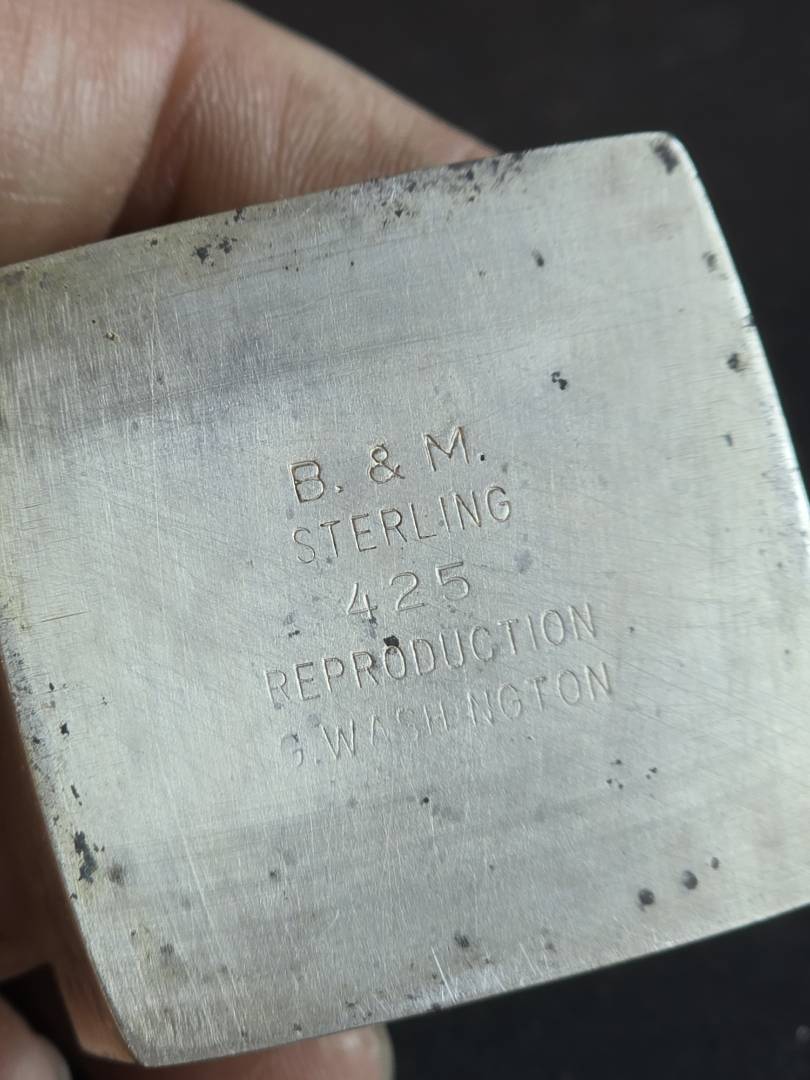 B. & M.
STERLING
425
REPRODUCTION
G. WASHINGTON